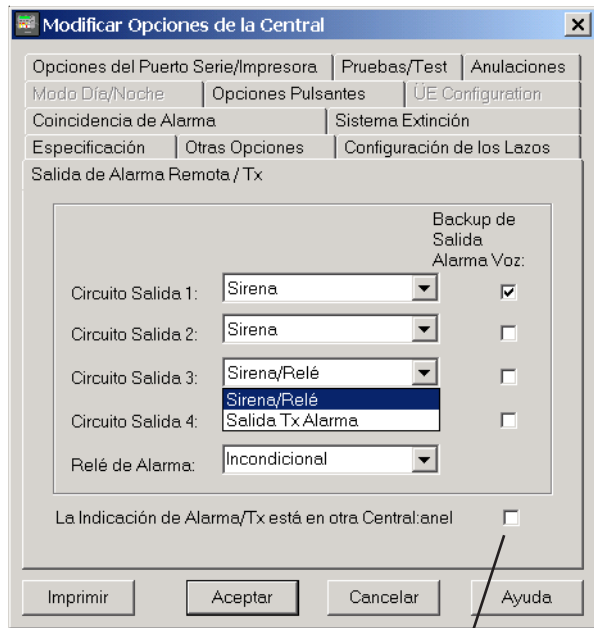 Modificar Opciones de la Central
Opciones del Puerto Serie/Impresora Pruebas/Test Anulaciones
Modo Día/Noche Opciones Pulsantes ÜE Configuration
Coincidencia de Alarma Sistema Extinción
Especificación Otras Opciones Configuración de los Lazos
Salida de Alarma Remota / Tx
Backup de
Salida
Alarma Voz:
Circuito Salida 1: Sirena
Circuito Salida 2: Sirena
Circuito Salida 3: Sirena/Relé
Sirena/Relé
Circuito Salida 4: Salida Tx Alarma
Relé de Alarma: Incondicional
La Indicación de Alarma/Tx está en otra Central:anel
Imprimir Aceptar Cancelar Ayuda